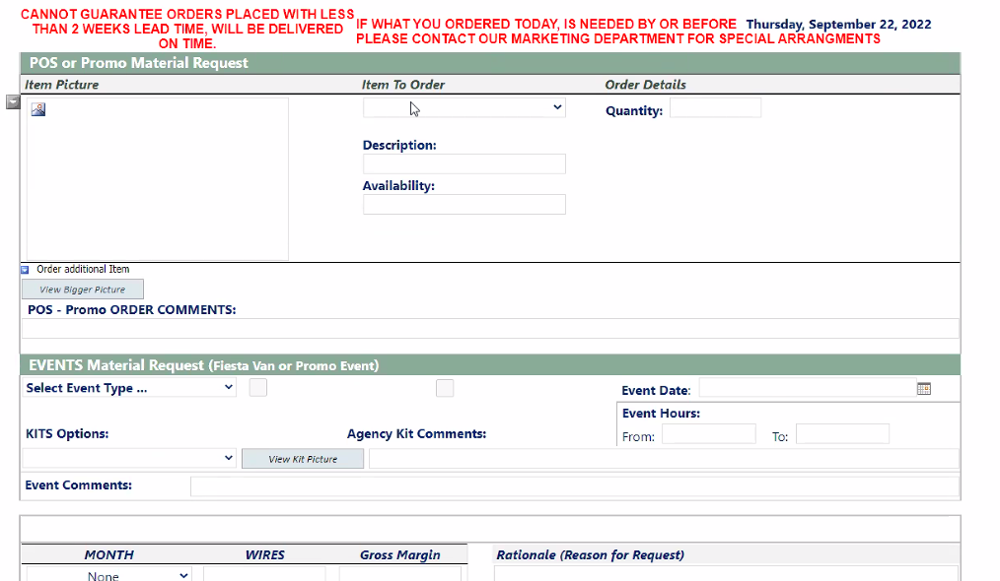 CANNOT GUARANTEE ORDERS PLACED WITH LESS
THAN 2 WEEKS LEAD TIME, WILL BE DELIVERED
ON TIME.
IF WHAT YOU ORDERED TODAY, IS NEEDED BY OR BEFORE Thursday, September 22, 2022
PLEASE CONTACT OUR MARKETING DEPARTMENT FOR SPECIAL ARRANGMENTS
POS or Promo Material Request
Item Picture Item To Order Order Details
Quantity:
Description:
Availability:
Order additional Item
View Bigger Picture
POS - Promo ORDER COMMENTS:
EVENTS Material Request (Fiesta Van or Promo Event)
Select Event Type ... Event Date:
Event Hours:
KITS Options: Agency Kit Comments:
From: To:
View Kit Picture
Event Comments:
MONTH WIRES Gross Margin Rationale (Reason for Request)
None